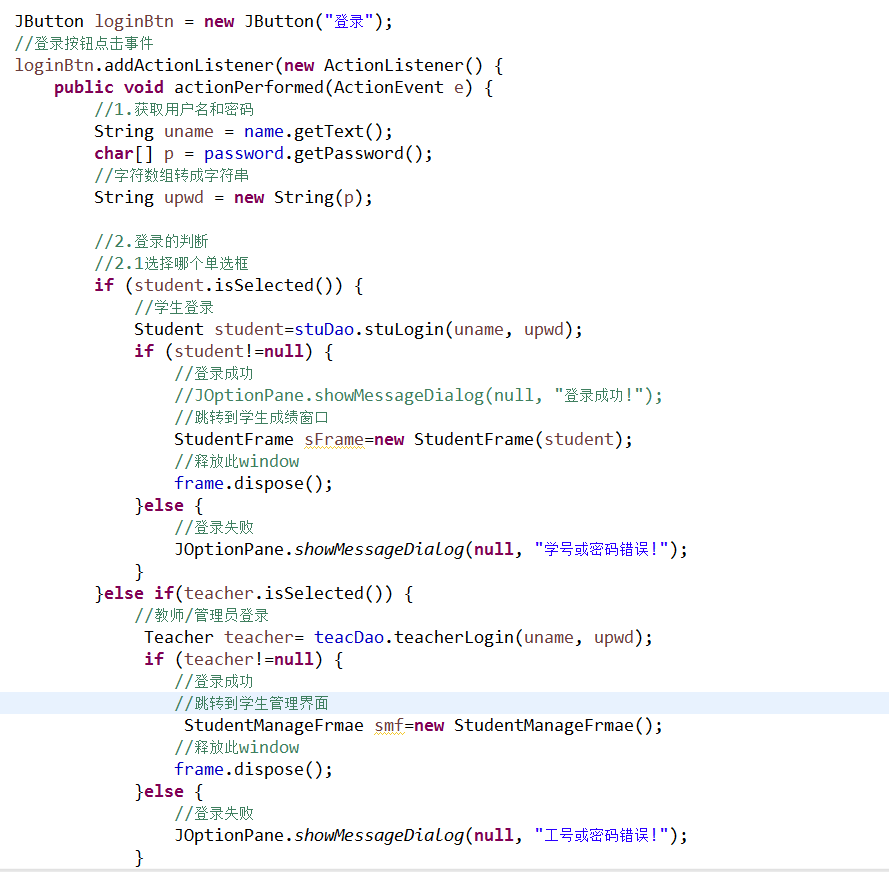 JButton loginBtn = new JButton("登录");
//登录按钮点击事件
loginBtn.addActionListener(new ActionListener() {
    public void actionPerformed(ActionEvent e) {
        //1.获取用户名和密码
        String uname = name.getText();
        char[] p = password.getPassword();
        //字符数组转成字符串
        String upwd = new String(p);

        //2.登录的判断
        //2.1选择哪个单选框
        if (student.isSelected()) {
            //学生登录
            Student student=stuDao.stuLogin(uname, upwd);
            if (student!=null) {
                //登录成功
                //JOptionPane.showMessageDialog(null, "登录成功!");
                //跳转到学生成绩窗口
                StudentFrame sFrame=new StudentFrame(student);
                //释放此window
                frame.dispose();
            }else {
                //登录失败
                JOptionPane.showMessageDialog(null, "学号或密码错误!");
            }
        }else if(teacher.isSelected()) {
            //教师/管理员登录
             Teacher teacher= teacDao.teacherLogin(uname, upwd);
             if (teacher!=null) {
                //登录成功
                //跳转到学生管理界面
                 StudentManageFrmae smf=new StudentManageFrmae();
                //释放此window
                frame.dispose();
            }else {
                //登录失败
                JOptionPane.showMessageDialog(null, "工号或密码错误!");
            }